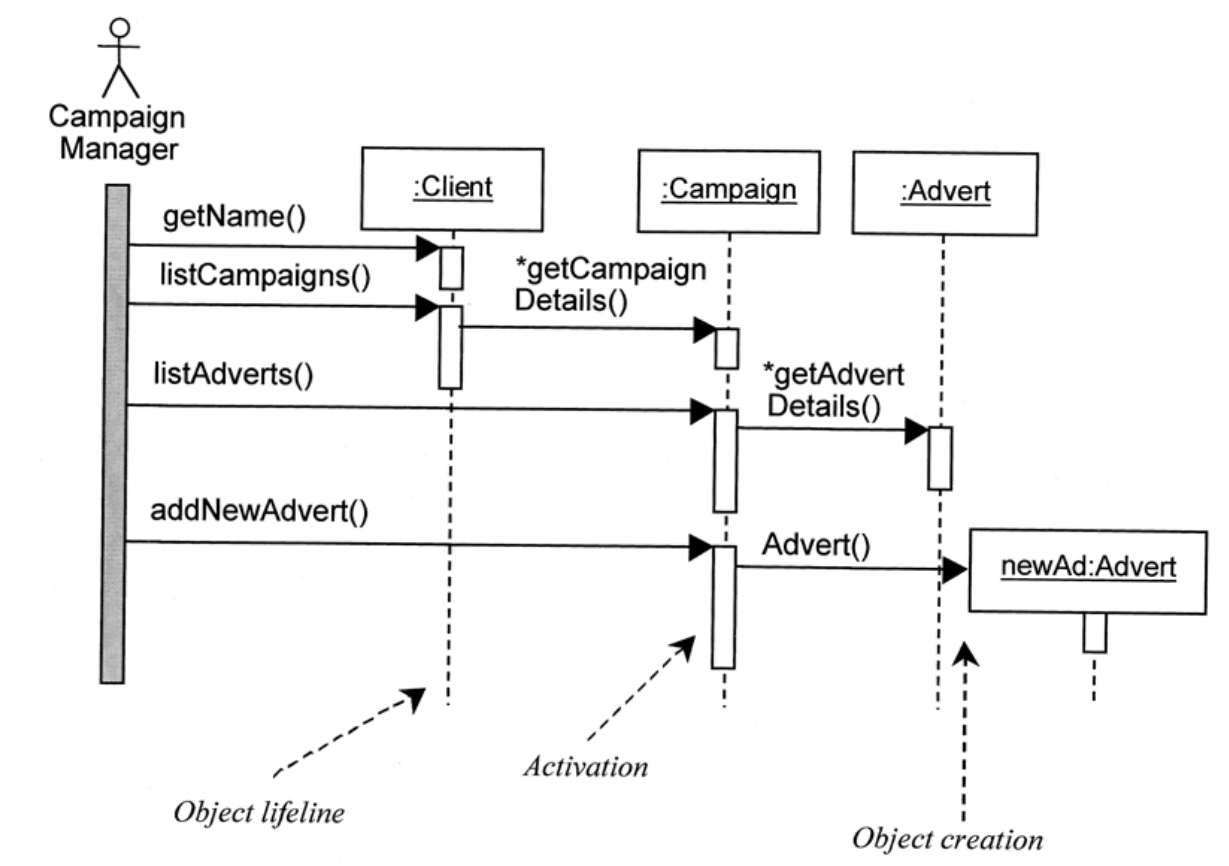 Campaign
Manager
:Client
:Campaign
:Advert
getName()
listCampaigns()
*getCampaign
Details()
listAdverts()
*getAdvert
Details()
addNewAdvert()
Advert()
newAd:Advert
Activation
Object lifeline
Object creation